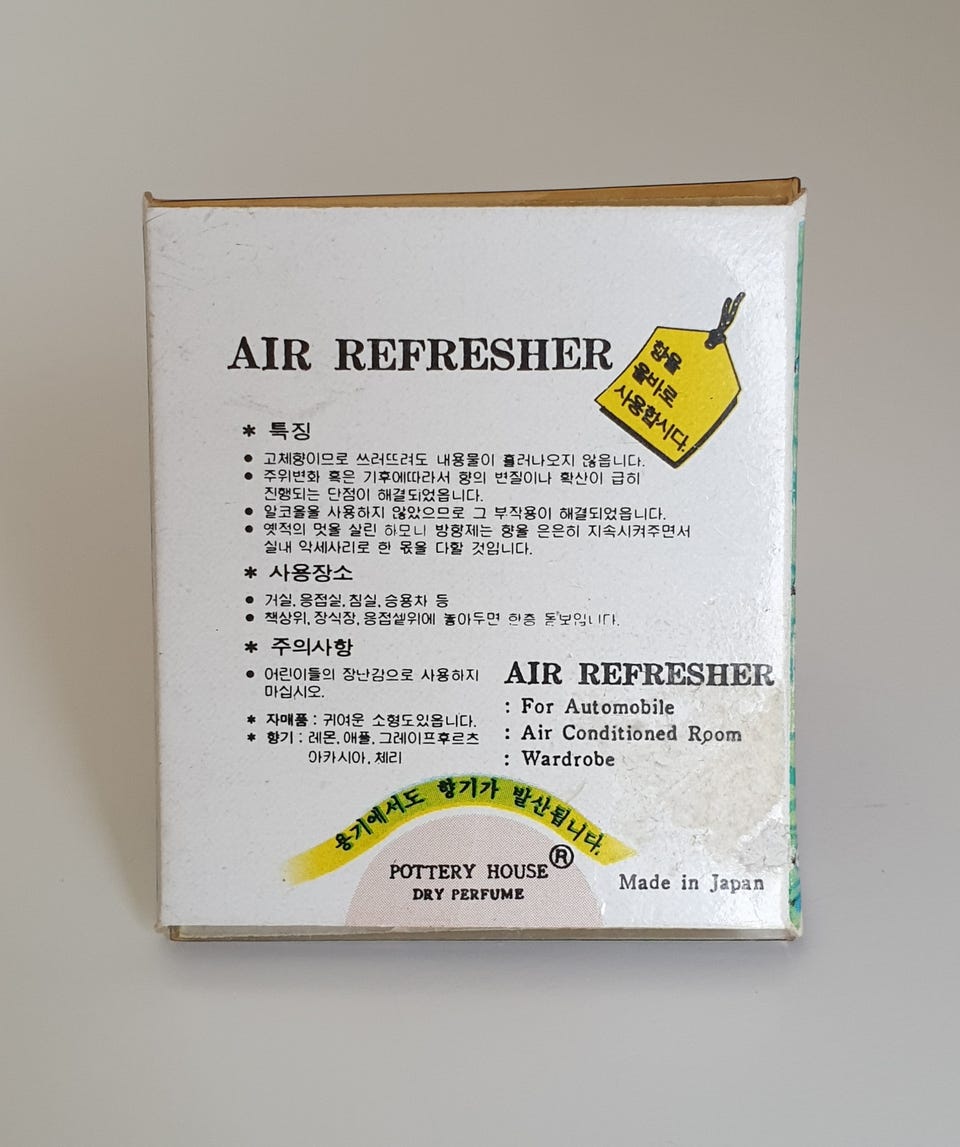 AIR REFRESHER
향을
올바로
사용합시다.
* 특징
● 고체향이므로 쓰러뜨려도 내용물이 흘러나오지 않읍니다.
● 주위변화 혹은 기후에따라서 향의 변질이나 확산이 급히
진행되는 단점이 해결되었읍니다.
● 알코올을 사용하지 않았으므로 그 부작용이 해결되었읍니다.
● 옛적의 멋을 살린 하모니 방향제는 향을 은은히 지속시켜주면서
실내 악세사리로 한 몫을 다할 것입니다.
* 사용장소
● 거실, 응접실, 침실, 승용차 등
● 책상위, 장식장, 응접셑위에 놓아두면 한층 돋보입니다.
* 주의사항
● 어린이들의 장난감으로 사용하지
마십시오.
* 자매품 : 귀여운 소형도있읍니다.
* 향기 : 레몬, 애플, 그레이프후르츠
아카시아, 체리
AIR REFRESHER
: For Automobile
: Air Conditioned Room
: Wardrobe
용기에서도 향기가 발산됩니다.
POTTERY HOUSE®
DRY PERFUME
Made in Japan